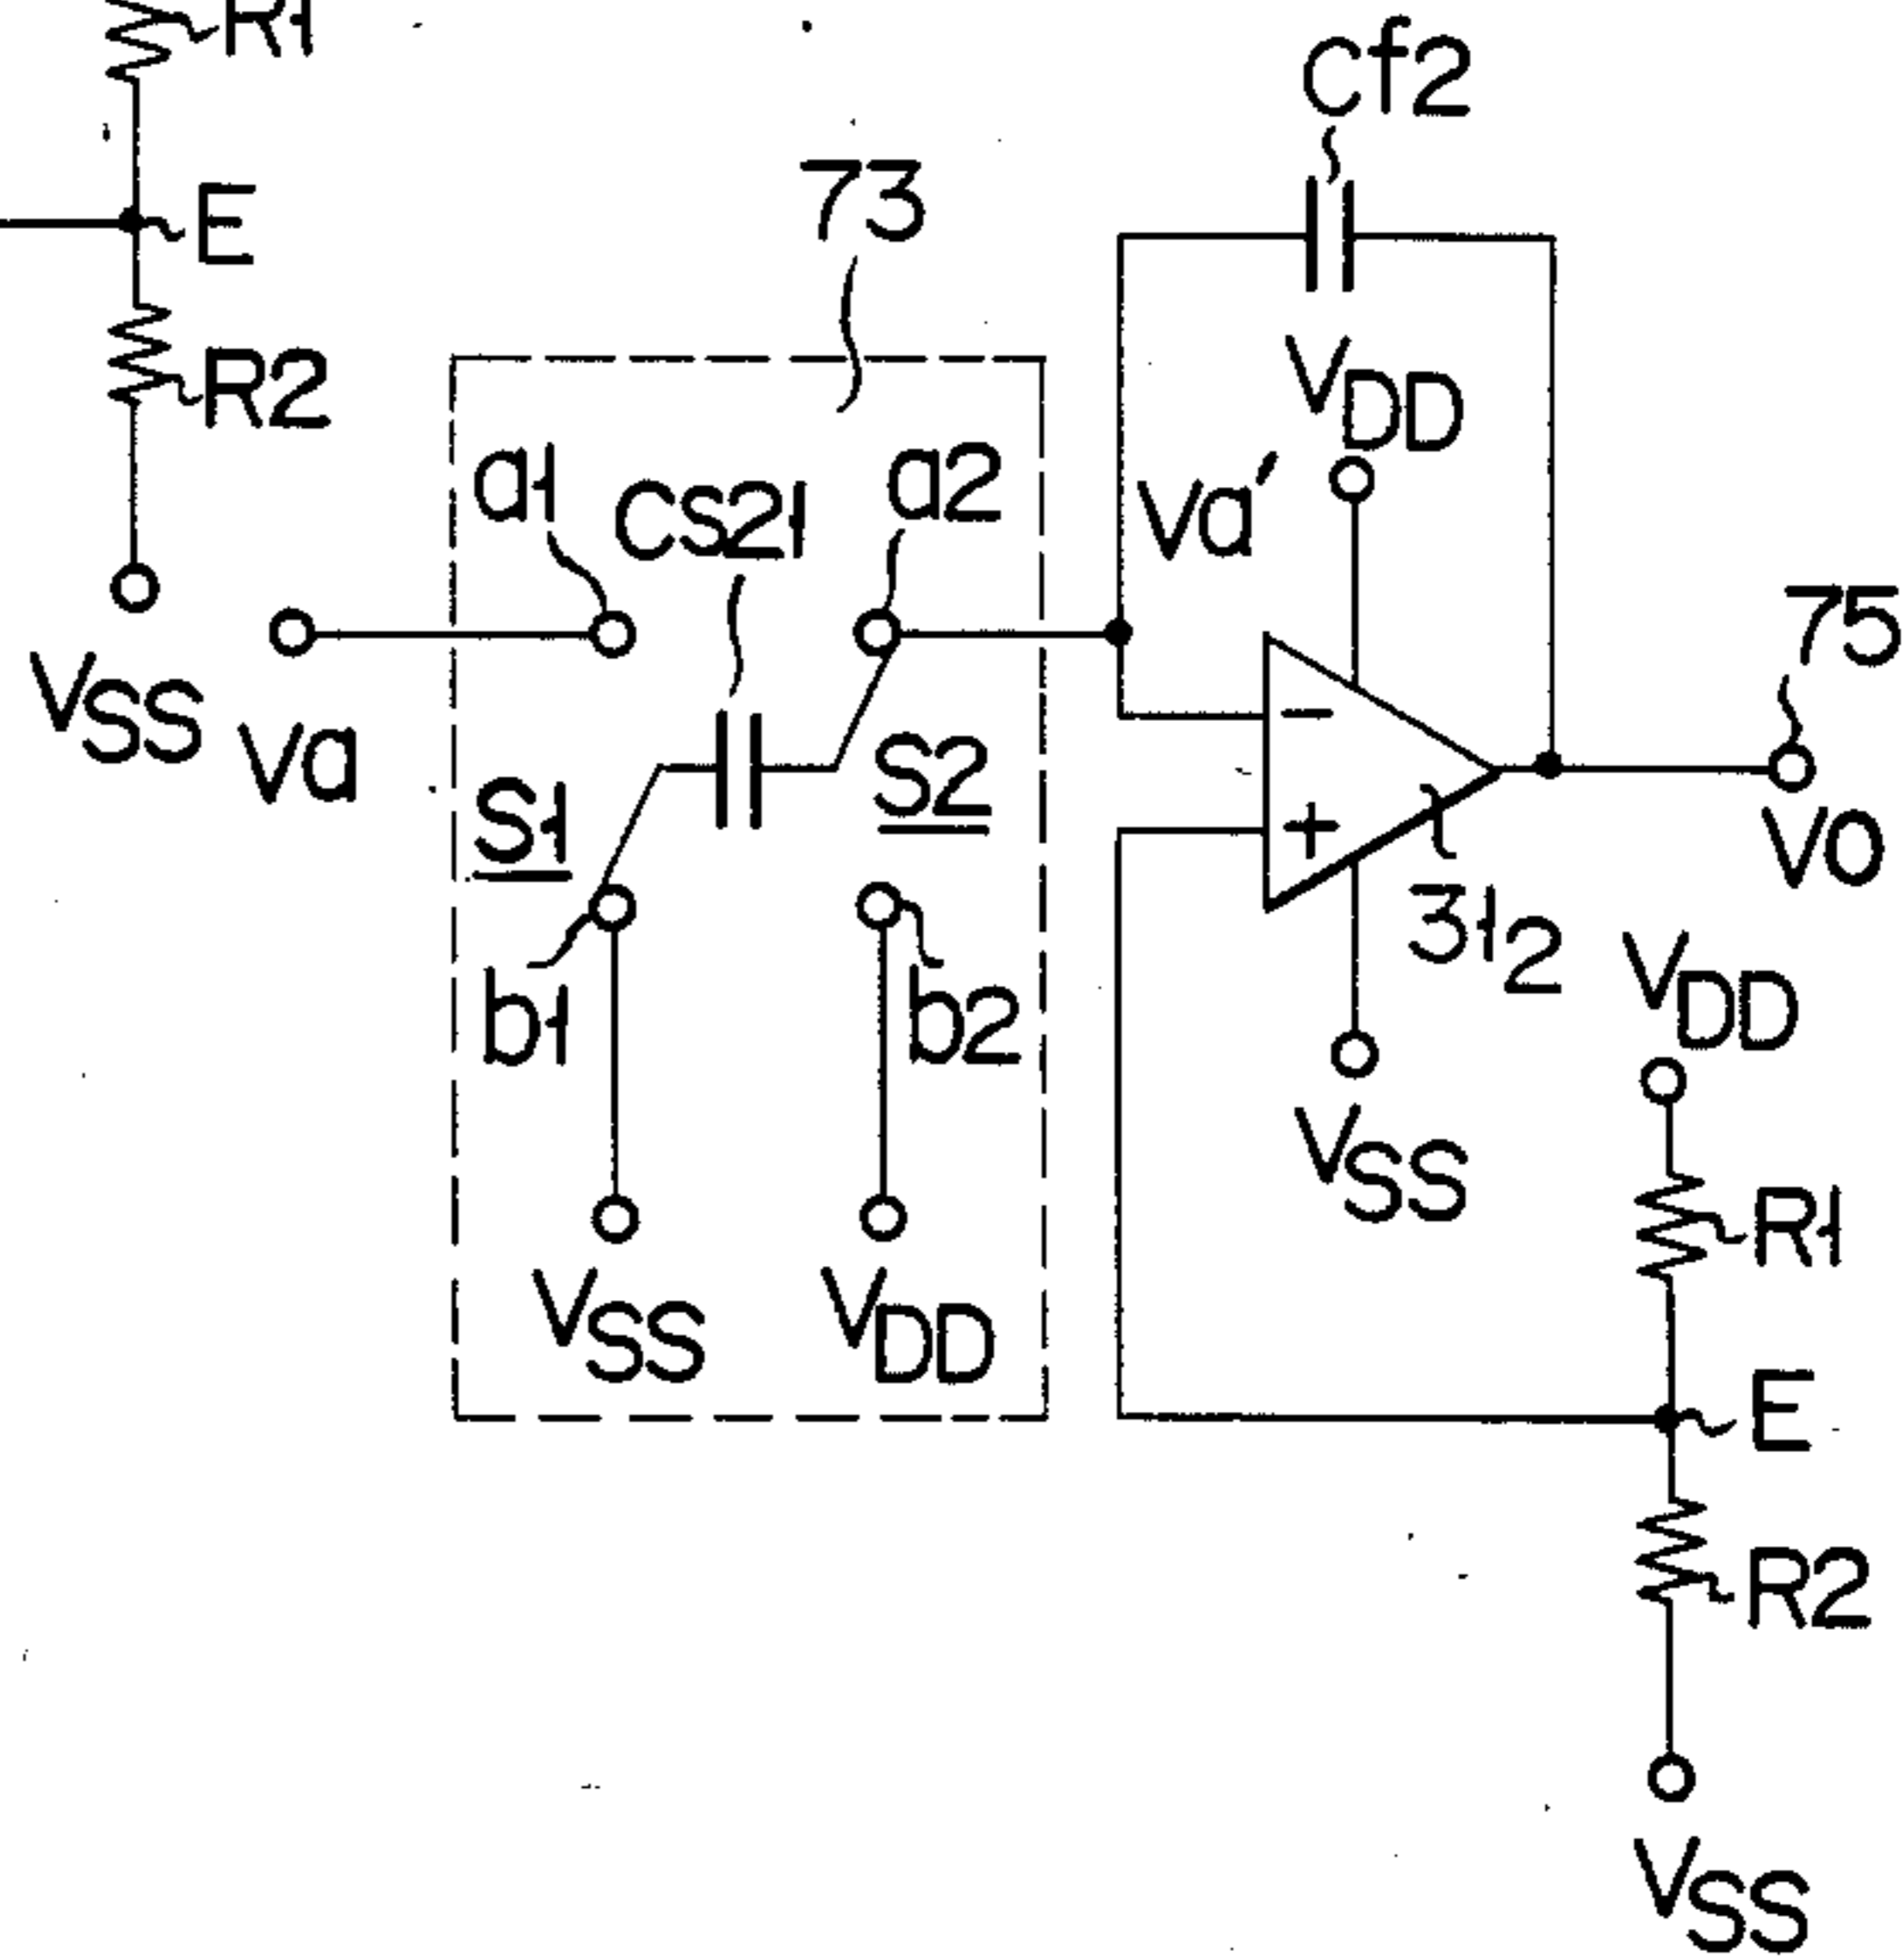 R1
Cf2
73
E
VDD
R2
a1
Cs21
a2
Va'
75
VSS
Va
S1
S2
VO
31₂
VDD
b1
b2
VSS
R1
VSS
VDD
E
R2
VSS